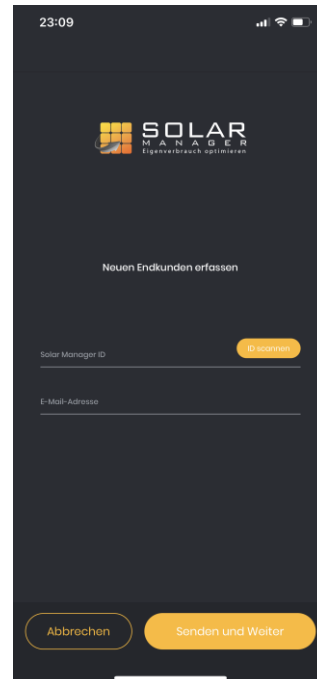 23:09
SOLAR
MANAGER
Eigenverbrauch optimieren
Neuen Endkunden erfassen
Solar Manager ID
ID scannen
E-Mail-Adresse
Abbrechen
Senden und Weiter